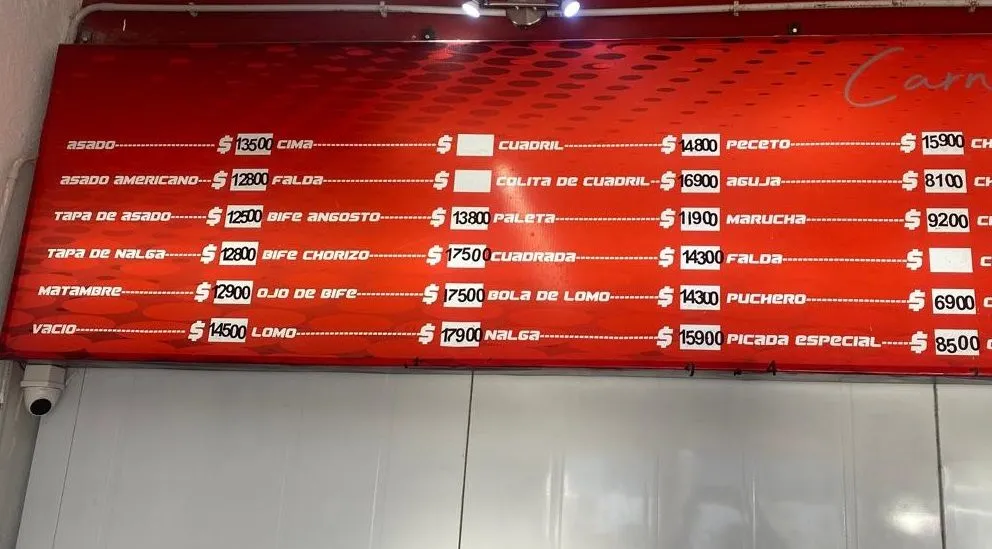 Carn
ASADO $ 13500 CIMA $ CUADRIL $ 14800 PECETO $ 15900 CH
ASADO AMERICANO $ 12800 FALDA $ COLITA DE CUADRIL $ 16900 AGUJA $ 8100 CH
TAPA DE ASADO $ 12500 BIFE ANGOSTO $ 13800 PALETA $ 11900 MARUCHA $ 9200
TAPA DE NALGA $ 12800 BIFE CHORIZO $ 17500 CUADRADA $ 14300 FALDA $ C
MATAMBRE $ 12900 OJO DE BIFE $ 17500 BOLA DE LOMO $ 14300 PUCHERO $ 6900
VACIO $ 14500 LOMO $ 17900 NALGA $ 15900 PICADA ESPECIAL $ 8500